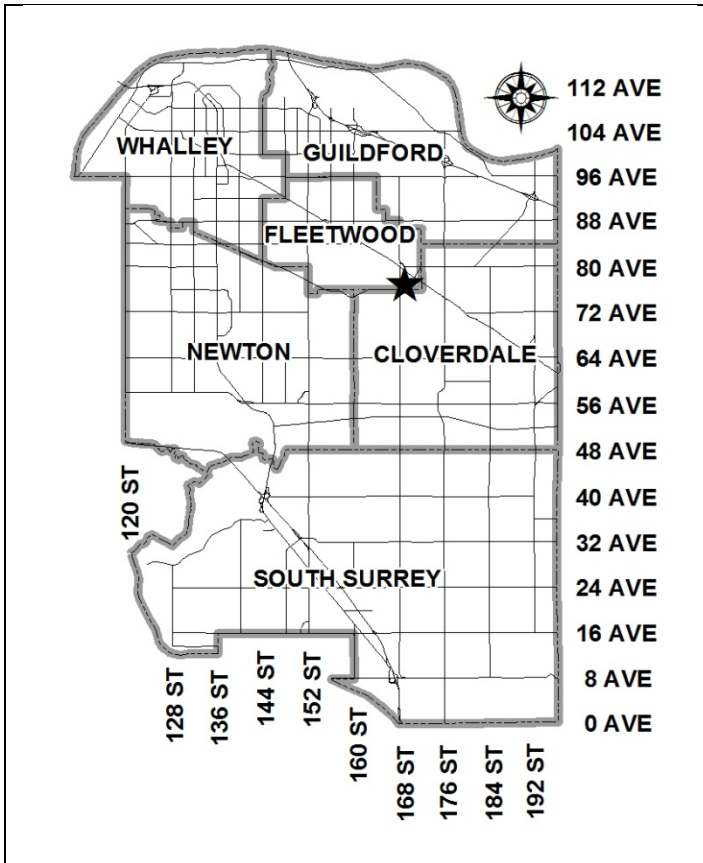 112 AVE
104 AVE
WHALLEY
GUILDFORD
96 AVE
88 AVE
FLEETWOOD
80 AVE
72 AVE
NEWTON
CLOVERDALE
64 AVE
56 AVE
48 AVE
120 ST
40 AVE
32 AVE
SOUTH SURREY
24 AVE
16 AVE
8 AVE
0 AVE
128 ST
136 ST
144 ST
152 ST
160 ST
168 ST
176 ST
184 ST
192 ST